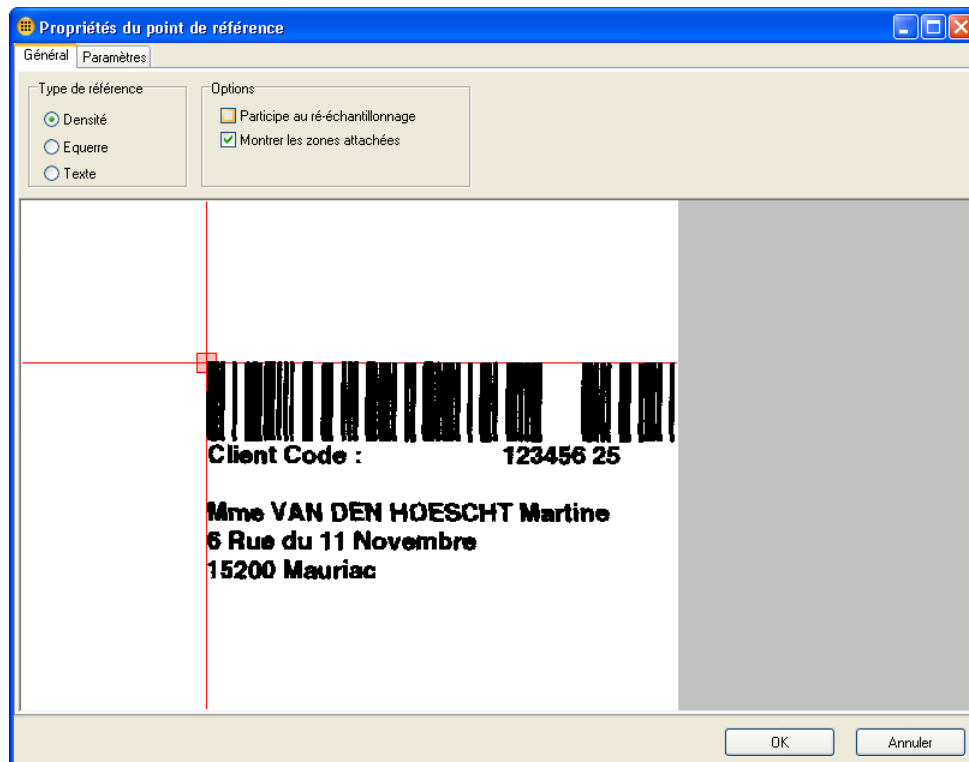 Propriétés du point de référence
Général Paramètres
Type de référence
Densité
Equerre
Texte
Options
Participe au ré-échantillonnage
Montrer les zones attachées
Client Code : 123456 25
Mme VAN DEN HOESCHT Martine
6 Rue du 11 Novembre
15200 Mauriac
OK Annuler